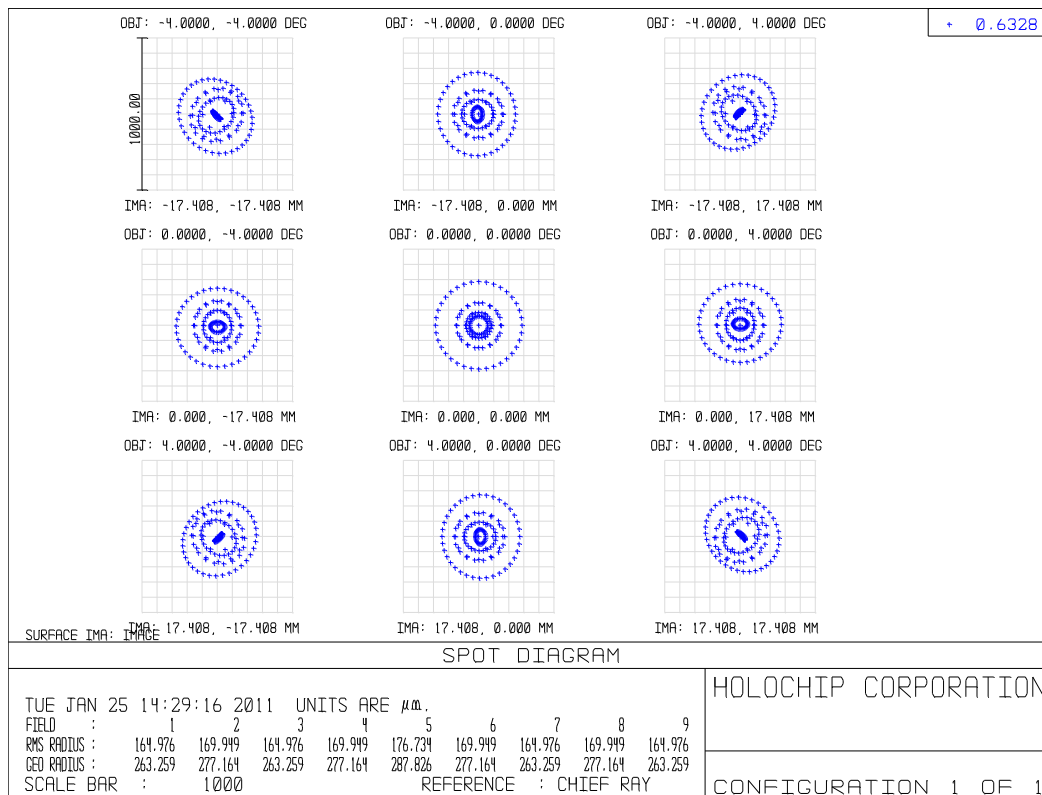 OBJ: -4.0000, -4.0000 DEG OBJ: -4.0000, 0.0000 DEG OBJ: -4.0000, 4.0000 DEG + 0.6328
1000.00
IMA: -17.408, -17.408 MM IMA: -17.408, 0.000 MM IMA: -17.408, 17.408 MM
OBJ: 0.0000, -4.0000 DEG OBJ: 0.0000, 0.0000 DEG OBJ: 0.0000, 4.0000 DEG
IMA: 0.000, -17.408 MM IMA: 0.000, 0.000 MM IMA: 0.000, 17.408 MM
OBJ: 4.0000, -4.0000 DEG OBJ: 4.0000, 0.0000 DEG OBJ: 4.0000, 4.0000 DEG
IMA: 17.408, -17.408 MM IMA: 17.408, 0.000 MM IMA: 17.408, 17.408 MM
SURFACE IMA: IMAGE
SPOT DIAGRAM
TUE JAN 25 14:29:16 2011 UNITS ARE µm.
FIELD : 1 2 3 4 5 6 7 8 9
RMS RADIUS : 164.976 169.949 164.976 169.949 176.734 169.949 164.976 169.949 164.976
GEO RADIUS : 263.259 277.164 263.259 277.164 287.826 277.164 263.259 277.164 263.259
SCALE BAR : 1000 REFERENCE : CHIEF RAY
HOLOCHIP CORPORATION
CONFIGURATION 1 OF 1